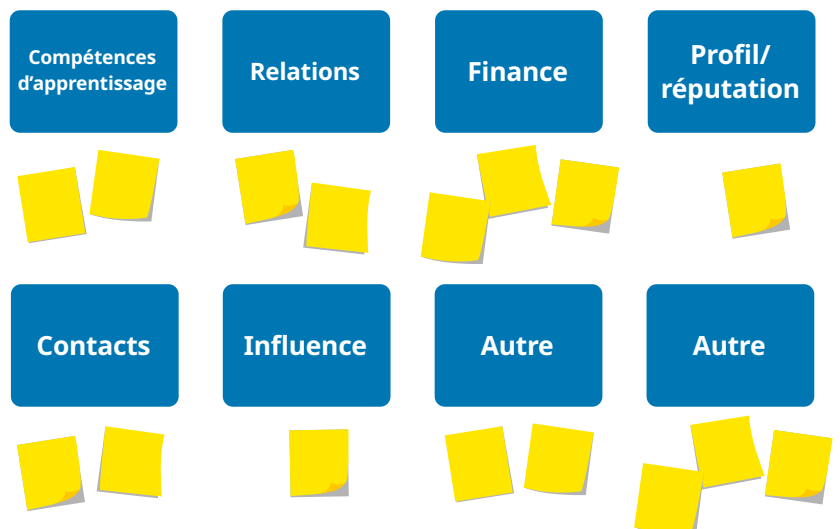 Compétences
d’apprentissage
Relations
Finance
Profil/
réputation
Contacts
Influence
Autre
Autre